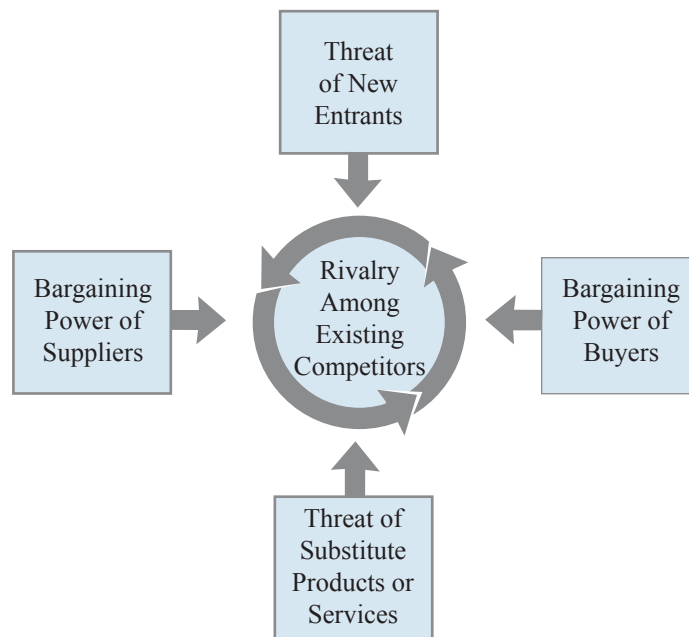 Threat
of New
Entrants
Bargaining
Power of
Suppliers
Rivalry
Among
Existing
Competitors
Bargaining
Power of
Buyers
Threat of
Substitute
Products or
Services